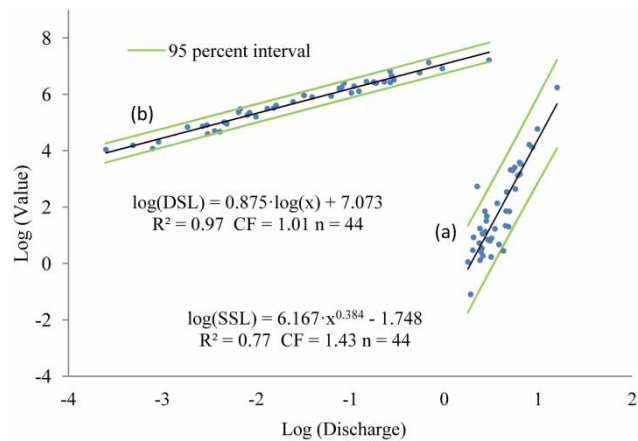 8
6
4
2
0
-2
-4
-4
-3
-2
-1
0
1
2
Log (Value)
Log (Discharge)
95 percent interval
(b)
log(DSL) = 0.875·log(x) + 7.073
R² = 0.97 CF = 1.01 n = 44
(a)
log(SSL) = 6.167·x^0.384 - 1.748
R² = 0.77 CF = 1.43 n = 44